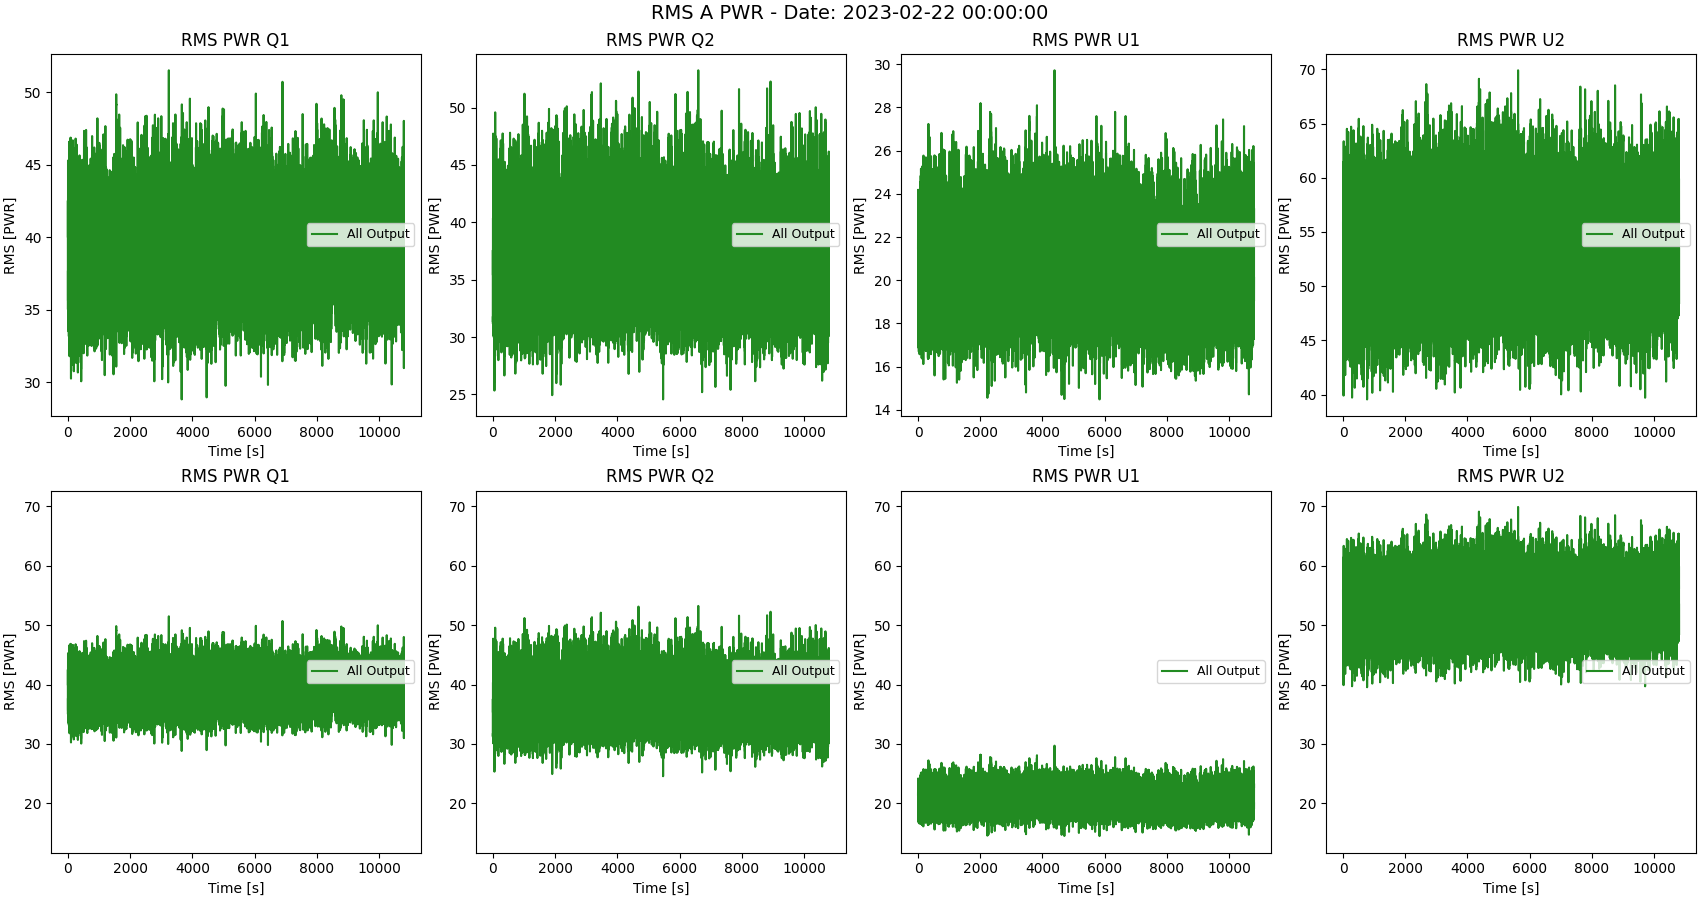 RMS A PWR - Date: 2023-02-22 00:00:00
RMS PWR Q1
RMS [PWR]
50
45
40
35
30
0 2000 4000 6000 8000 10000
Time [s]
All Output
RMS PWR Q2
RMS [PWR]
50
45
40
35
30
25
0 2000 4000 6000 8000 10000
Time [s]
All Output
RMS PWR U1
RMS [PWR]
30
28
26
24
22
20
18
16
14
0 2000 4000 6000 8000 10000
Time [s]
All Output
RMS PWR U2
RMS [PWR]
70
65
60
55
50
45
40
0 2000 4000 6000 8000 10000
Time [s]
All Output
RMS PWR Q1
RMS [PWR]
70
60
50
40
30
20
0 2000 4000 6000 8000 10000
Time [s]
All Output
RMS PWR Q2
RMS [PWR]
70
60
50
40
30
20
0 2000 4000 6000 8000 10000
Time [s]
All Output
RMS PWR U1
RMS [PWR]
70
60
50
40
30
20
0 2000 4000 6000 8000 10000
Time [s]
All Output
RMS PWR U2
RMS [PWR]
70
60
50
40
30
20
0 2000 4000 6000 8000 10000
Time [s]
All Output